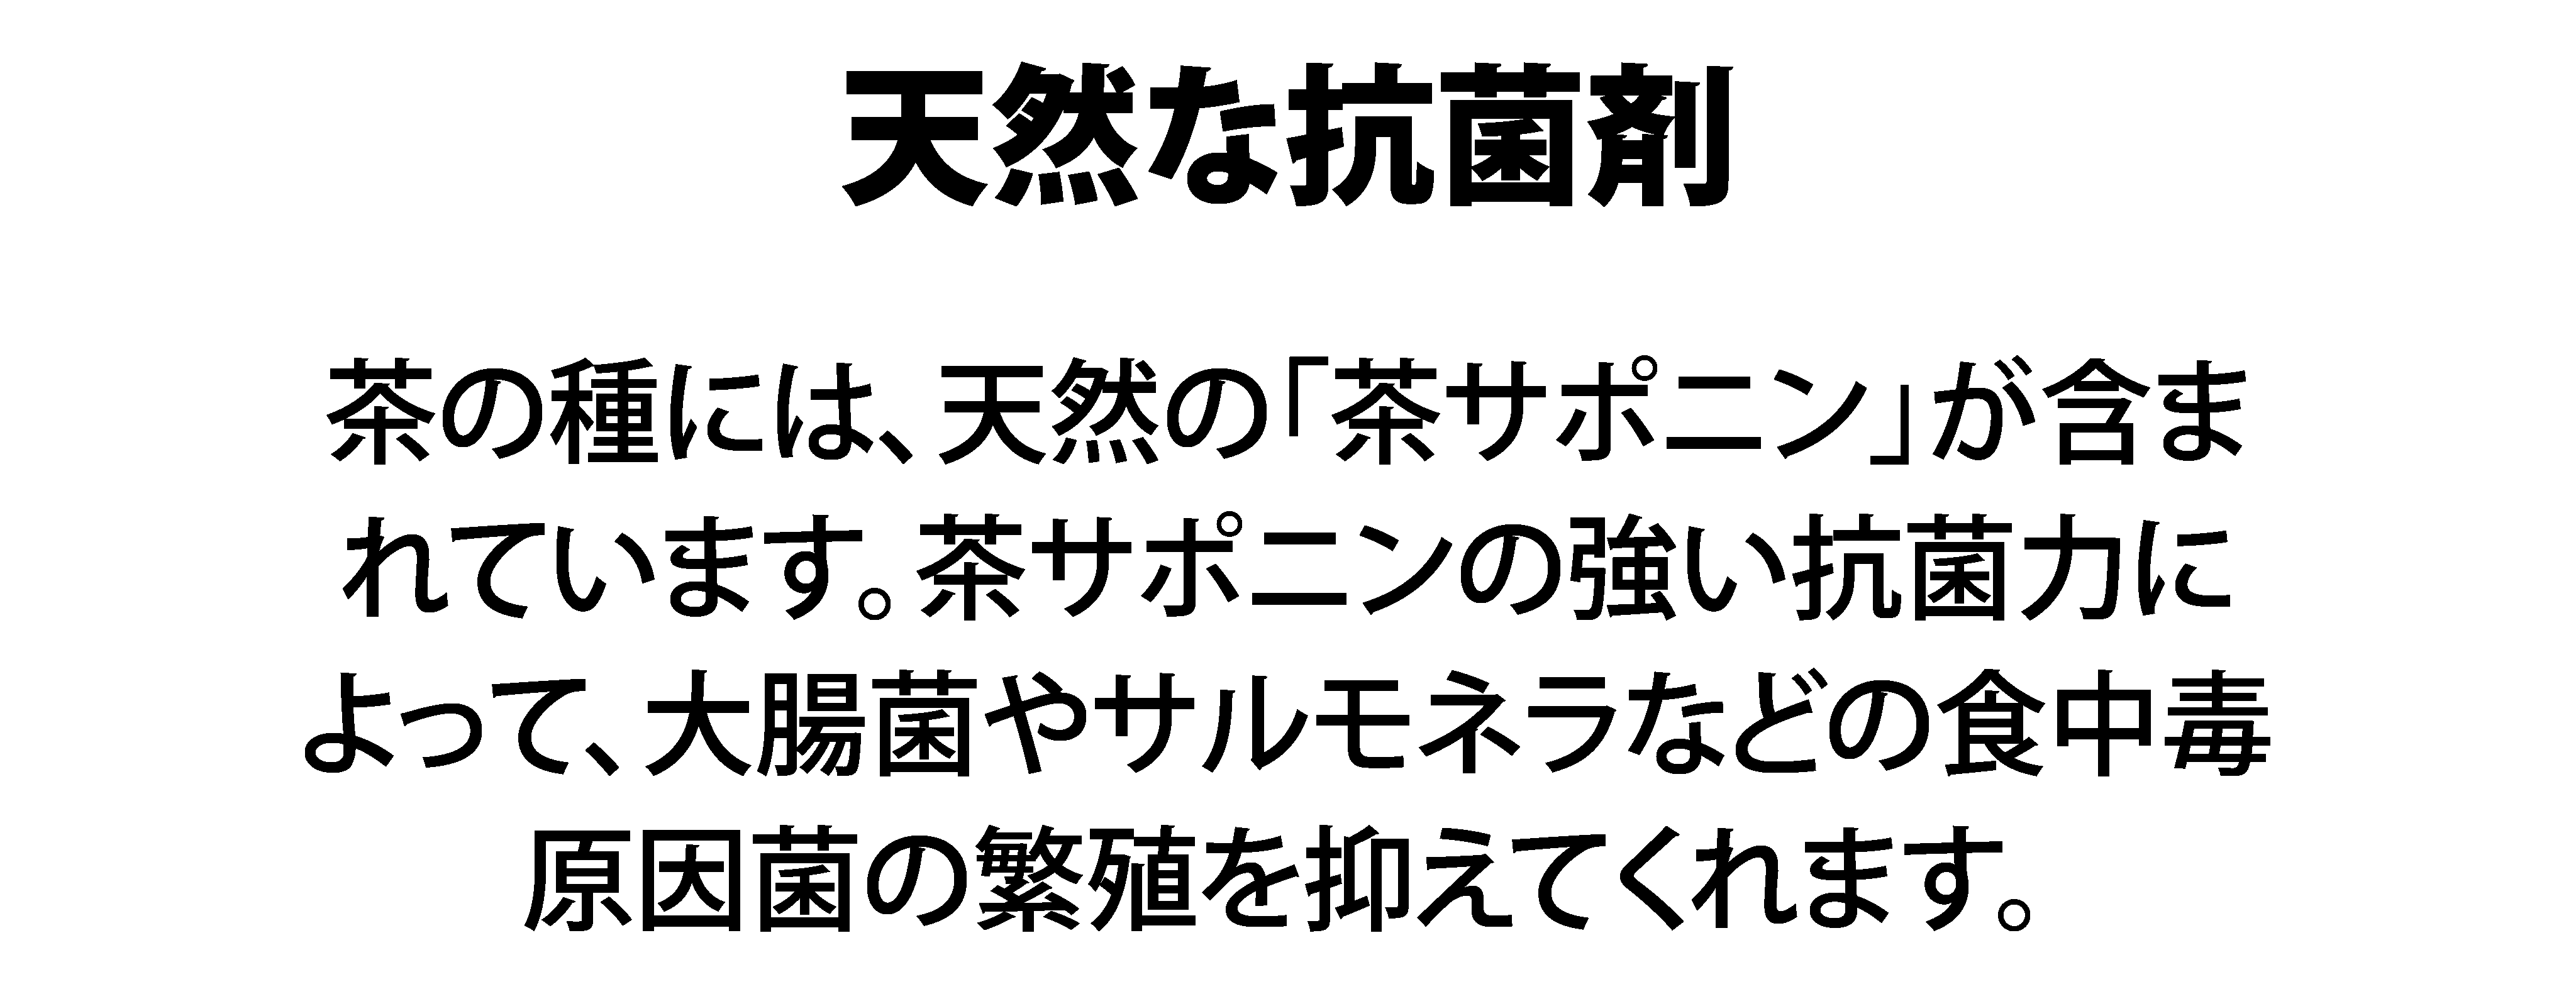 天然な抗菌剤
茶の種には、天然の「茶サポニン」が含ま
れています。茶サポニンの強い抗菌力に
よって、大腸菌やサルモネラなどの食中毒
原因菌の繁殖を抑えてくれます。